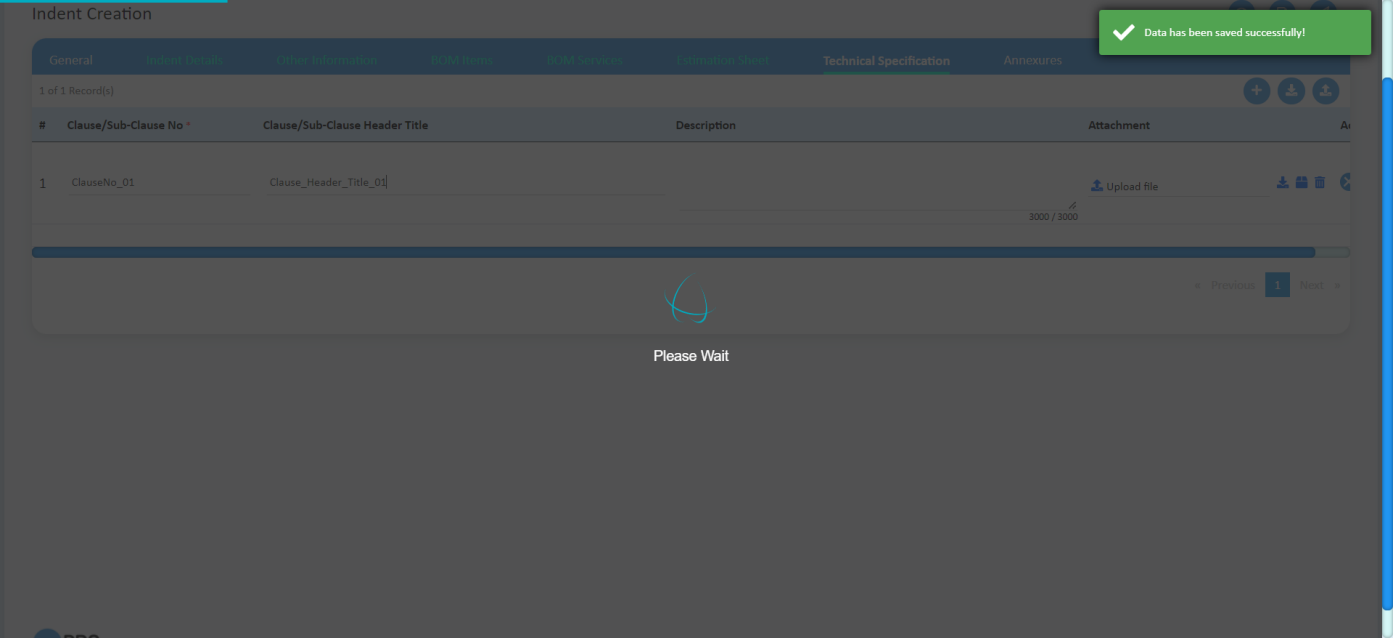 Indent Creation
Data has been saved successfully!
General Indent Details Other Information BOM Items BOM Services Estimation Sheet Technical Specification Annexures
1 of 1 Record(s)
# Clause/Sub-Clause No * Clause/Sub-Clause Header Title Description Attachment
1 ClauseNo_01 Clause_Header_Title_01 Upload file
3000 / 3000
« Previous 1 Next »
Please Wait